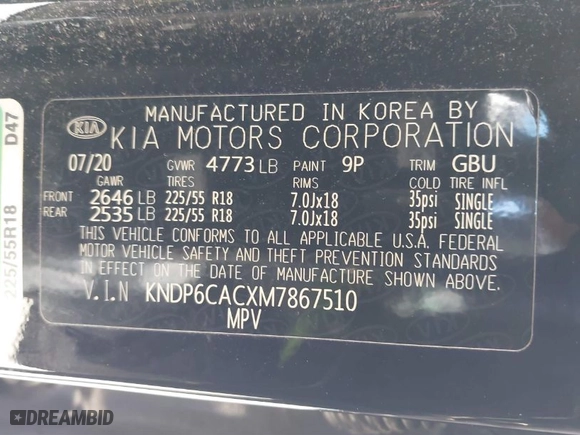 MANUFACTURED IN KOREA BY
KIA KIA MOTORS CORPORATION
07/20 GVWR 4773 LB PAINT 9P TRIM GBU
GAWR TIRES RIMS COLD TIRE INFL
FRONT 2646 LB 225/55 R18 7.0Jx18 35psi SINGLE
REAR 2535 LB 225/55 R18 7.0Jx18 35psi SINGLE
THIS VEHICLE CONFORMS TO ALL APPLICABLE U.S.A. FEDERAL
MOTOR VEHICLE SAFETY AND THEFT PREVENTION STANDARDS
IN EFFECT ON THE DATE OF MANUFACTURE SHOWN ABOVE.
V.I.N KNDP6CACXM7867510
MPV
D47
225/55R18
DREAMBID